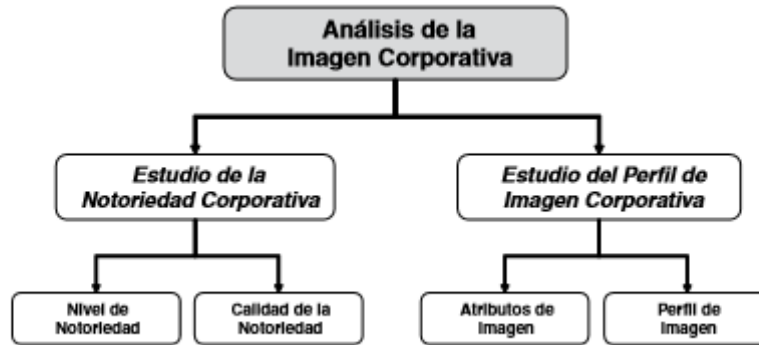 Análisis de la
Imagen Corporativa
Estudio de la
Notoriedad Corporativa
Estudio del Perfil de
Imagen Corporativa
Nivel de
Notoriedad
Calidad de la
Notoriedad
Atributos de
Imagen
Perfil de
Imagen